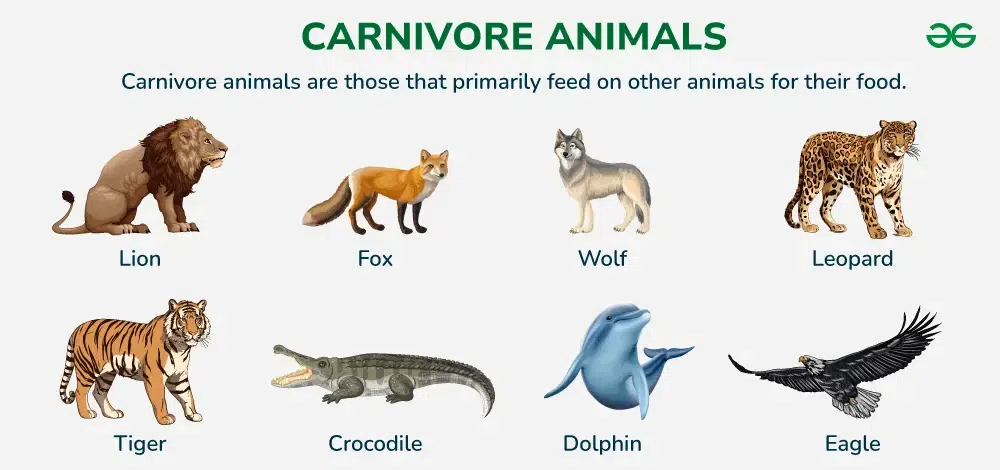 CARNIVORE ANIMALS
Carnivore animals are those that primarily feed on other animals for their food.
Lion
Fox
Wolf
Leopard
Tiger
Crocodile
Dolphin
Eagle